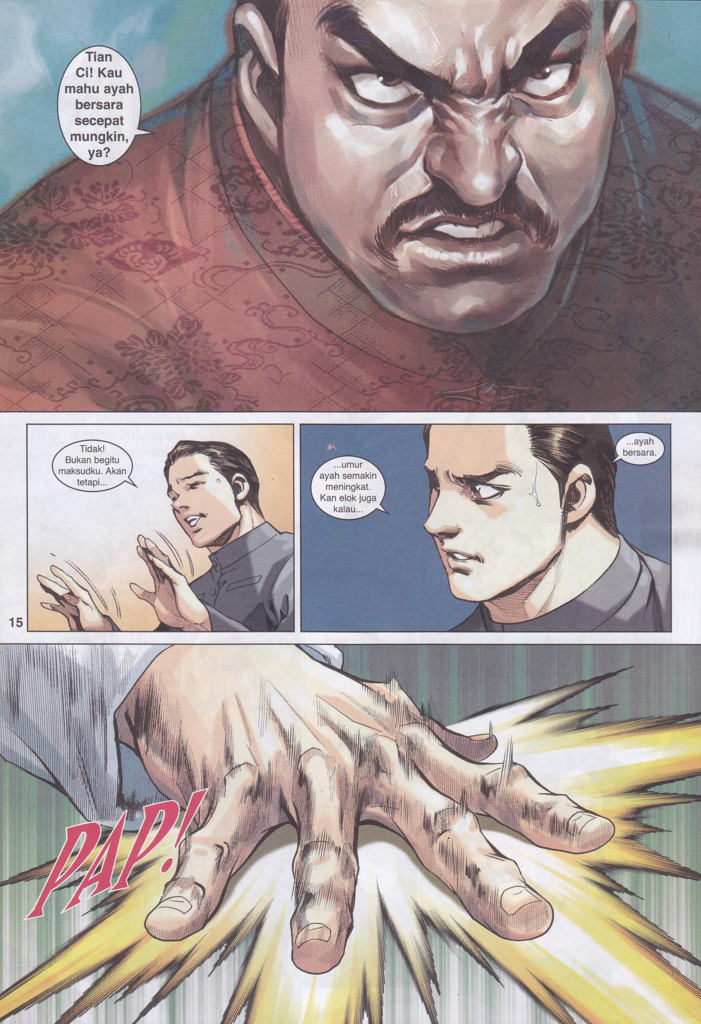 Tian
Ci! Kau
mahu ayah
bersara
secepat
mungkin,
ya?
Tidak!
Bukan begitu
maksudku. Akan
tetapi...
...umur
ayah semakin
meningkat.
Kan elok juga
kalau...
...ayah
bersara.
15
PAP!